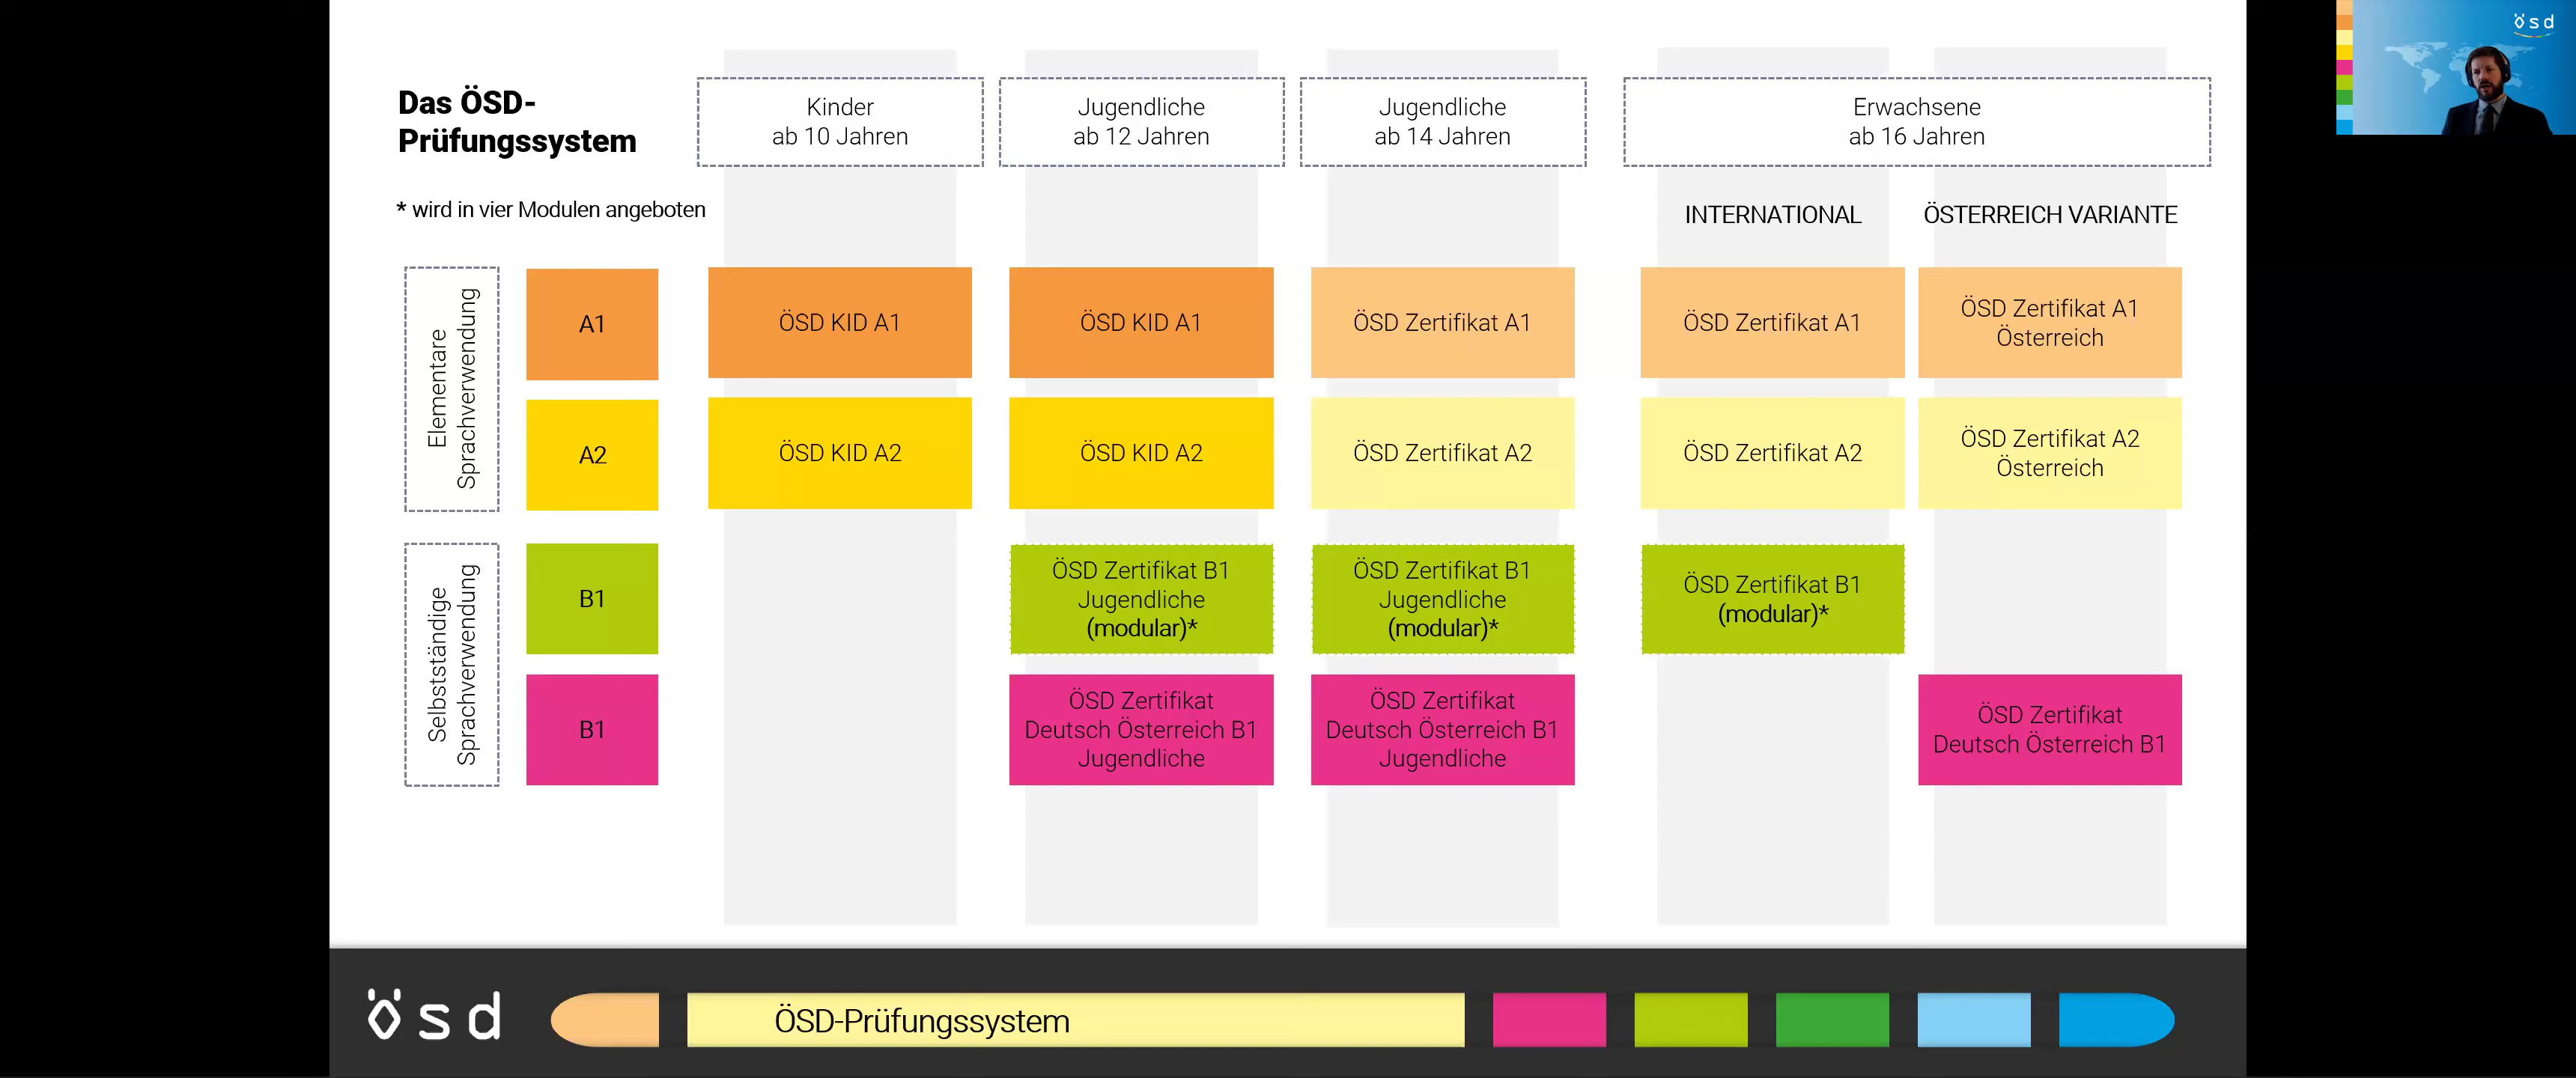 Das ÖSD-
Prüfungssystem
* wird in vier Modulen angeboten
Kinder
ab 10 Jahren
Jugendliche
ab 12 Jahren
Jugendliche
ab 14 Jahren
Erwachsene
ab 16 Jahren
INTERNATIONAL
ÖSTERREICH VARIANTE
Elementare
Sprachverwendung
A1
ÖSD KID A1
ÖSD KID A1
ÖSD Zertifikat A1
ÖSD Zertifikat A1
ÖSD Zertifikat A1
Österreich
A2
ÖSD KID A2
ÖSD KID A2
ÖSD Zertifikat A2
ÖSD Zertifikat A2
ÖSD Zertifikat A2
Österreich
Selbstständige
Sprachverwendung
B1
ÖSD Zertifikat B1
Jugendliche
(modular)*
ÖSD Zertifikat B1
Jugendliche
(modular)*
ÖSD Zertifikat B1
(modular)*
B1
ÖSD Zertifikat
Deutsch Österreich B1
Jugendliche
ÖSD Zertifikat
Deutsch Österreich B1
Jugendliche
ÖSD Zertifikat
Deutsch Österreich B1
ösd
ÖSD-Prüfungssystem
ösd